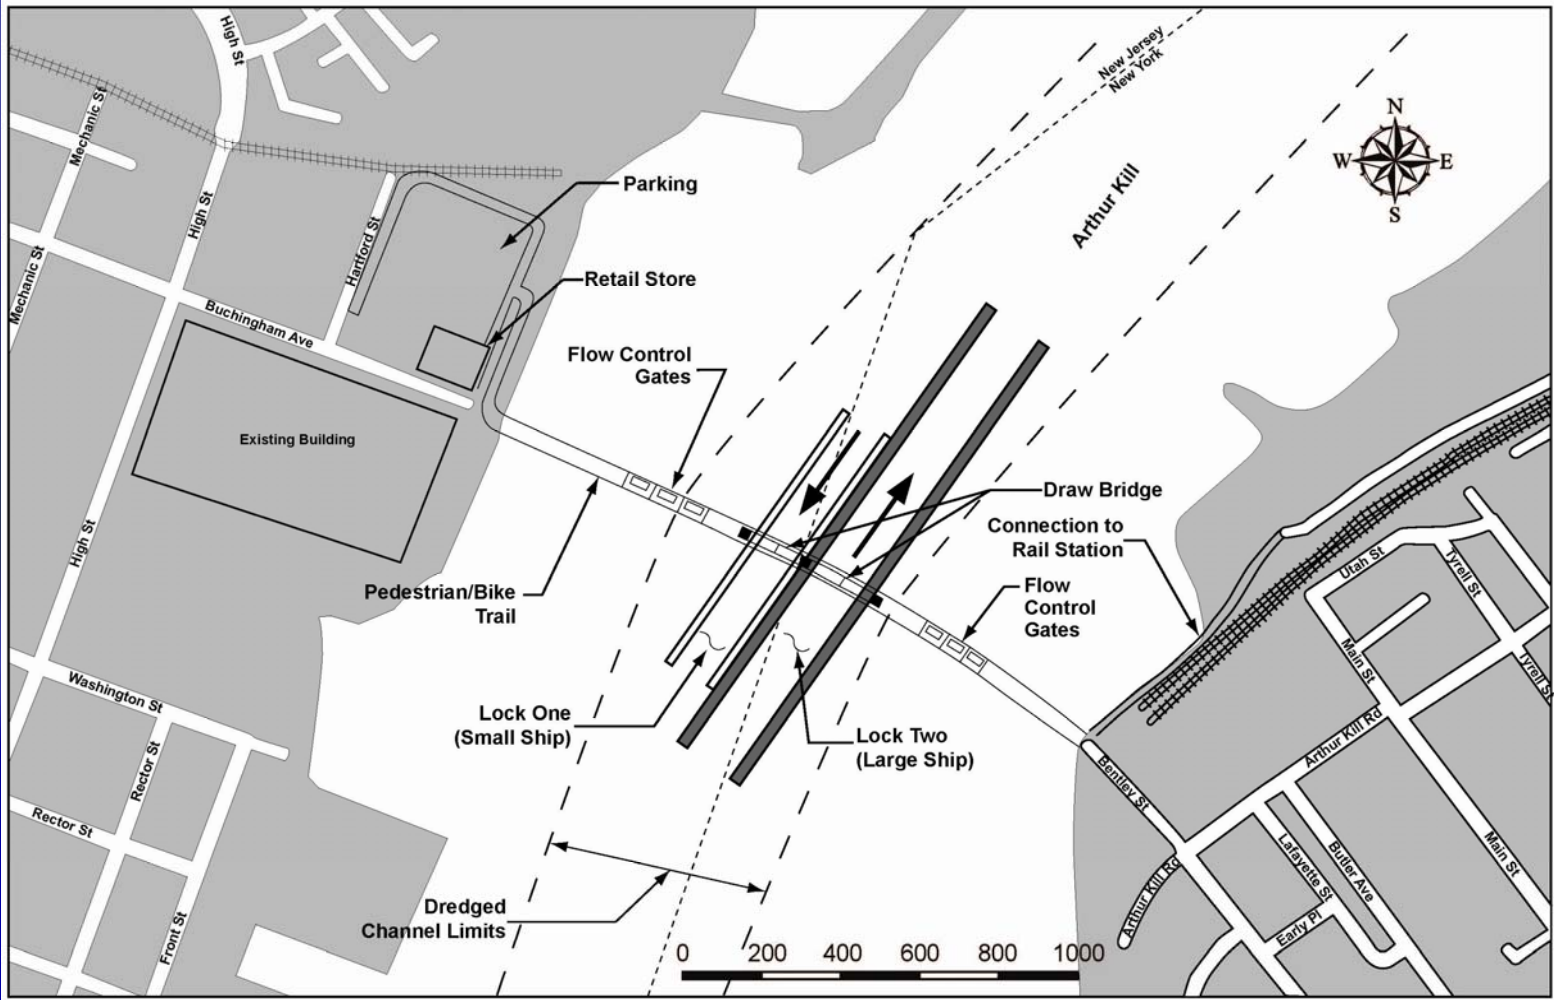 High St
New Jersey
New York
N
W
E
S
Mechanic St
Parking
Arthur Kill
High St
Hartford St
Mechanic St
Retail Store
Buchingham Ave
Flow Control
Gates
Existing Building
Draw Bridge
Connection to
Rail Station
High St
Utah St
Tyrell St
Pedestrian/Bike
Trail
Flow
Control
Gates
Main St
Tyrell St
Washington St
Lock One
(Small Ship)
Lock Two
(Large Ship)
Arthur Kill Rd
Rector St
Bentley St
Rector St
Main St
Butler Ave
Lafayette St
Arthur Kill Rd
Early Pl
Dredged
Channel Limits
Front St
0 200 400 600 800 1000